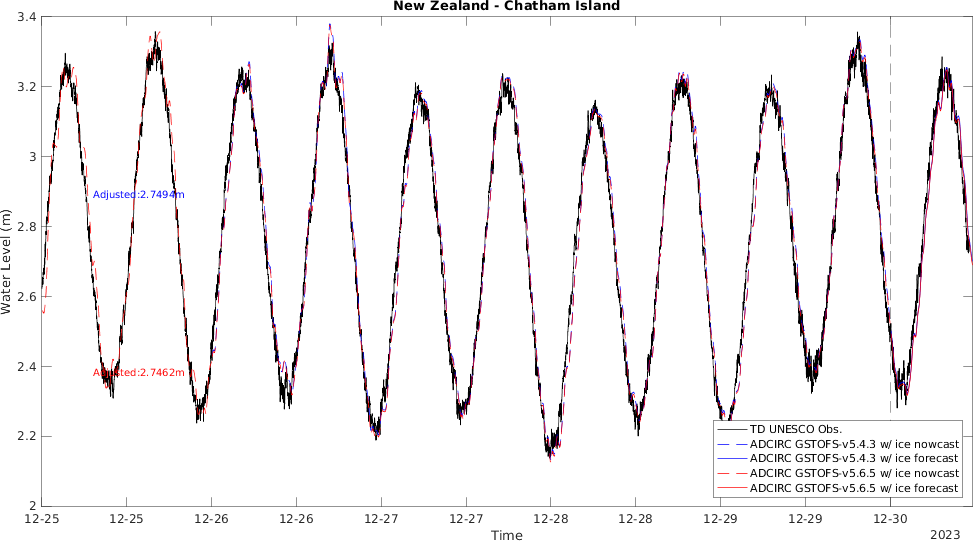 New Zealand - Chatham Island
3.4
3.2
3
2.8
2.6
2.4
2.2
2
Water Level (m)
Adjusted:2.7494m
Adjusted:2.7462m
TD UNESCO Obs.
ADCIRC GSTOFS-v5.4.3 w/ ice nowcast
ADCIRC GSTOFS-v5.4.3 w/ ice forecast
ADCIRC GSTOFS-v5.6.5 w/ ice nowcast
ADCIRC GSTOFS-v5.6.5 w/ ice forecast
12-25 12-25 12-26 12-26 12-27 12-27 12-28 12-28 12-29 12-29 12-30
Time
2023